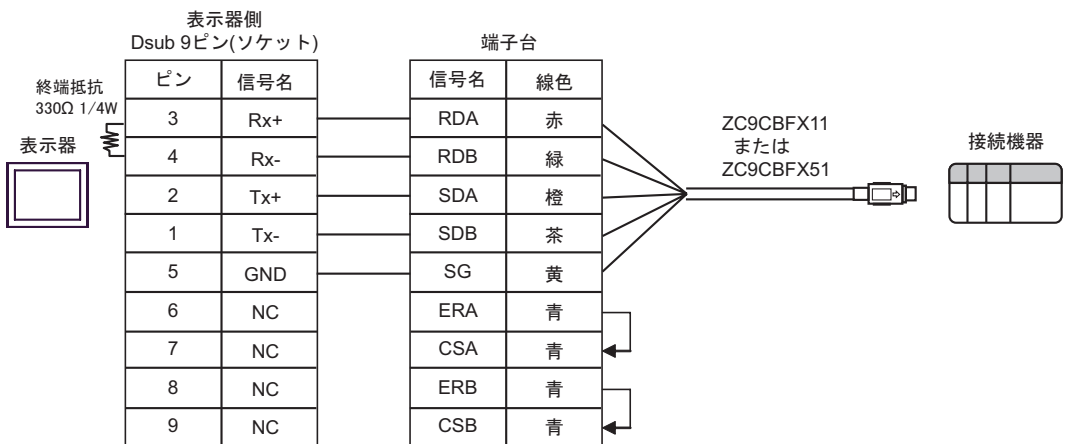 表示器側
Dsub 9ピン(ソケット)
端子台
ピン 信号名 信号名 線色
終端抵抗
330Ω 1/4W
3 Rx+ RDA 赤
4 Rx- RDB 緑
2 Tx+ SDA 橙
1 Tx- SDB 茶
5 GND SG 黄
6 NC ERA 青
7 NC CSA 青
8 NC ERB 青
9 NC CSB 青
表示器
ZC9CBFX11
または
ZC9CBFX51
接続機器